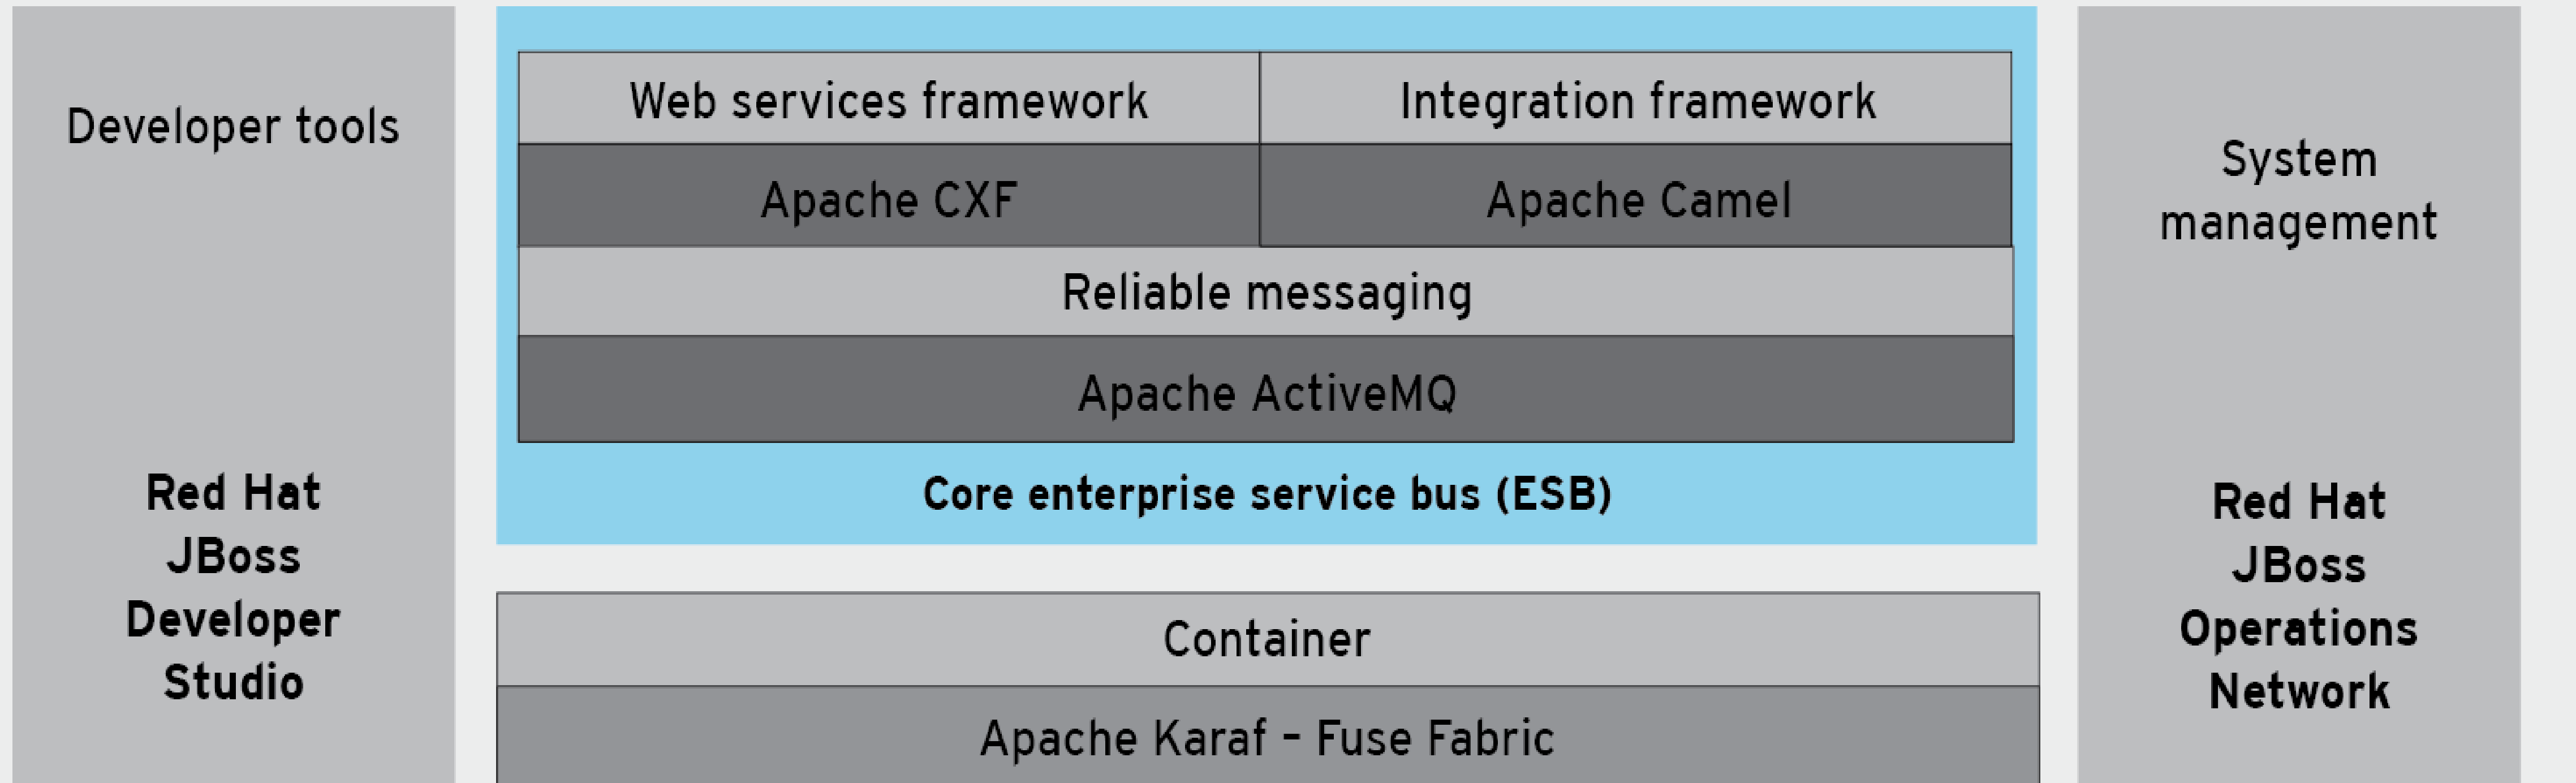 Developer tools
Red Hat
JBoss
Developer
Studio
Web services framework
Integration framework
Apache CXF
Apache Camel
Reliable messaging
Apache ActiveMQ
Core enterprise service bus (ESB)
Container
Apache Karaf – Fuse Fabric
System
management
Red Hat
JBoss
Operations
Network